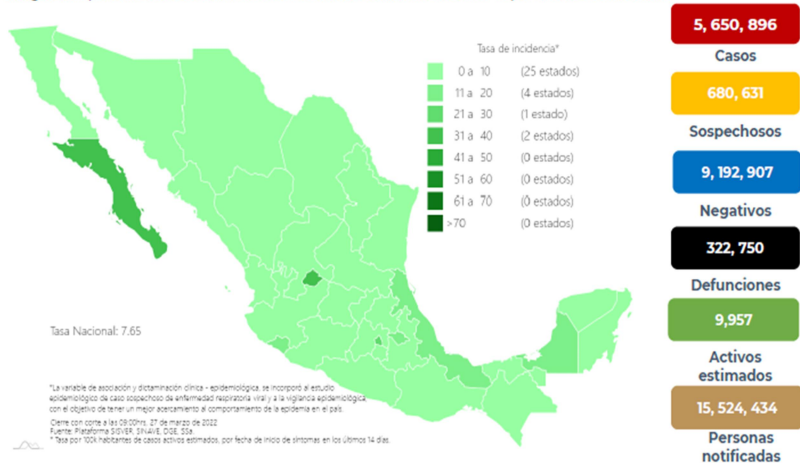 Tasa de incidencia*
0 a 10 (25 estados)
11 a 20 (4 estados)
21 a 30 (1 estado)
31 a 40 (2 estados)
41 a 50 (0 estados)
51 a 60 (0 estados)
61 a 70 (0 estados)
>70 (0 estados)
Tasa Nacional: 7.65
*La variable de asociación y dictaminación clínica - epidemiológica, se incorporó al estudio
epidemiológico de caso sospechoso de enfermedad respiratoria viral y a la vigilancia epidemiológica,
con el objetivo de tener un mejor acercamiento al comportamiento de la epidemia en el país.
Cierre con corte a las 09:00hrs, 27 de marzo de 2022
Fuente: Plataforma SISVER, SINAVE, DGE, SSa.
* Tasa por 100k habitantes de casos activos estimados, por fecha de inicio de síntomas en los últimos 14 días.
5, 650, 896
Casos
680, 631
Sospechosos
9, 192, 907
Negativos
322, 750
Defunciones
9,957
Activos
estimados
15, 524, 434
Personas
notificadas